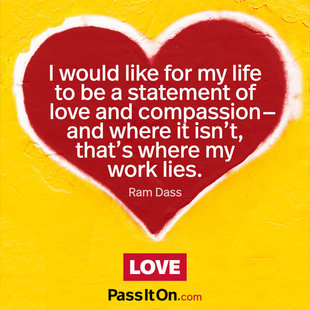 I would like for my life
to be a statement of
love and compassion—
and where it isn't,
that's where my
work lies.
Ram Dass
LOVE
PassItOn.com